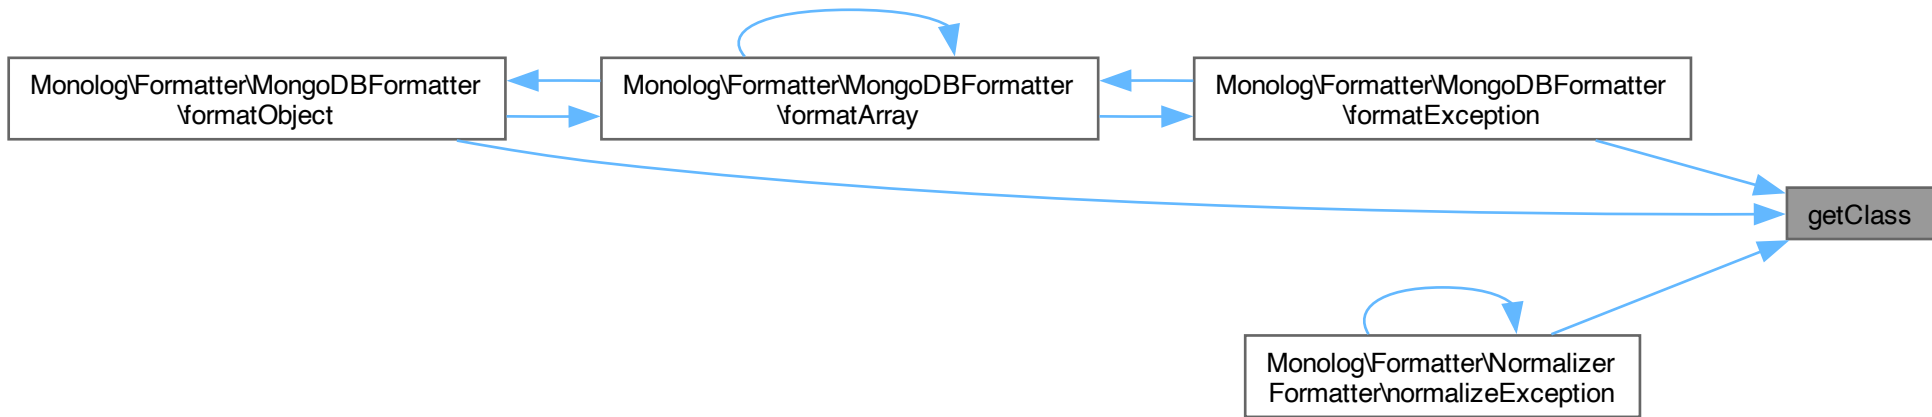 Monolog\Formatter\MongoDBFormatter
\formatObject
Monolog\Formatter\MongoDBFormatter
\formatArray
Monolog\Formatter\MongoDBFormatter
\formatException
getClass
Monolog\Formatter\Normalizer
Formatter\normalizeException